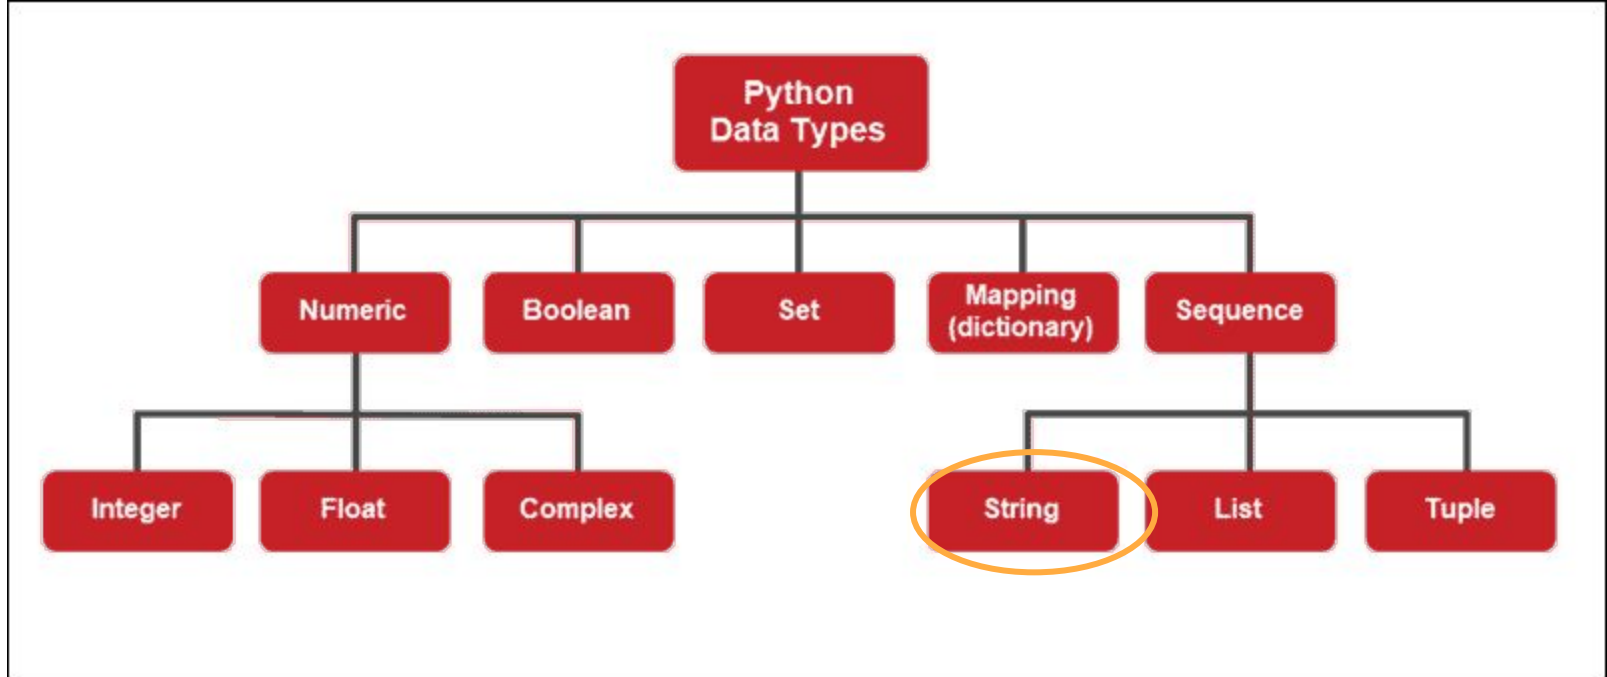 Python
Data Types
Numeric
Boolean
Set
Mapping
(dictionary)
Sequence
Integer
Float
Complex
String
List
Tuple